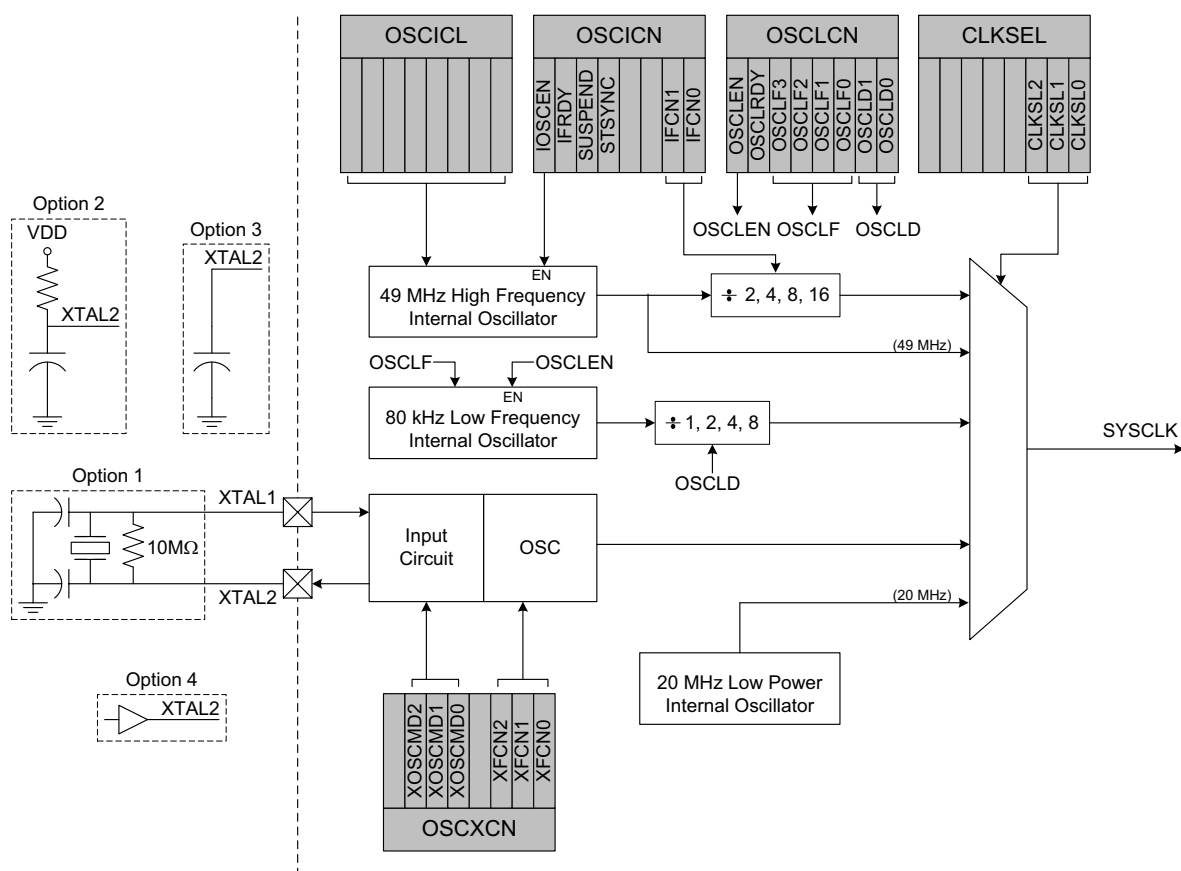 OSCICL
OSCICN
IOSCEN
IFRDY
SUSPEND
STSYNC
IFCN1
IFCN0
OSCLCN
OSCLEN
OSCLRDY
OSCLF3
OSCLF2
OSCLF1
OSCLF0
OSCLD1
OSCLD0
CLKSEL
CLKSL2
CLKSL1
CLKSL0
OSCLEN OSCLF OSCLD
Option 2
VDD
XTAL2
Option 3
XTAL2
EN
49 MHz High Frequency
Internal Oscillator
÷ 2, 4, 8, 16
(49 MHz)
OSCLF
OSCLEN
EN
80 kHz Low Frequency
Internal Oscillator
÷ 1, 2, 4, 8
OSCLD
SYSCLK
Option 1
10MΩ
XTAL1
XTAL2
Input
Circuit
OSC
(20 MHz)
20 MHz Low Power
Internal Oscillator
Option 4
XTAL2
XOSCMD2
XOSCMD1
XOSCMD0
XFCN2
XFCN1
XFCN0
OSCXCN